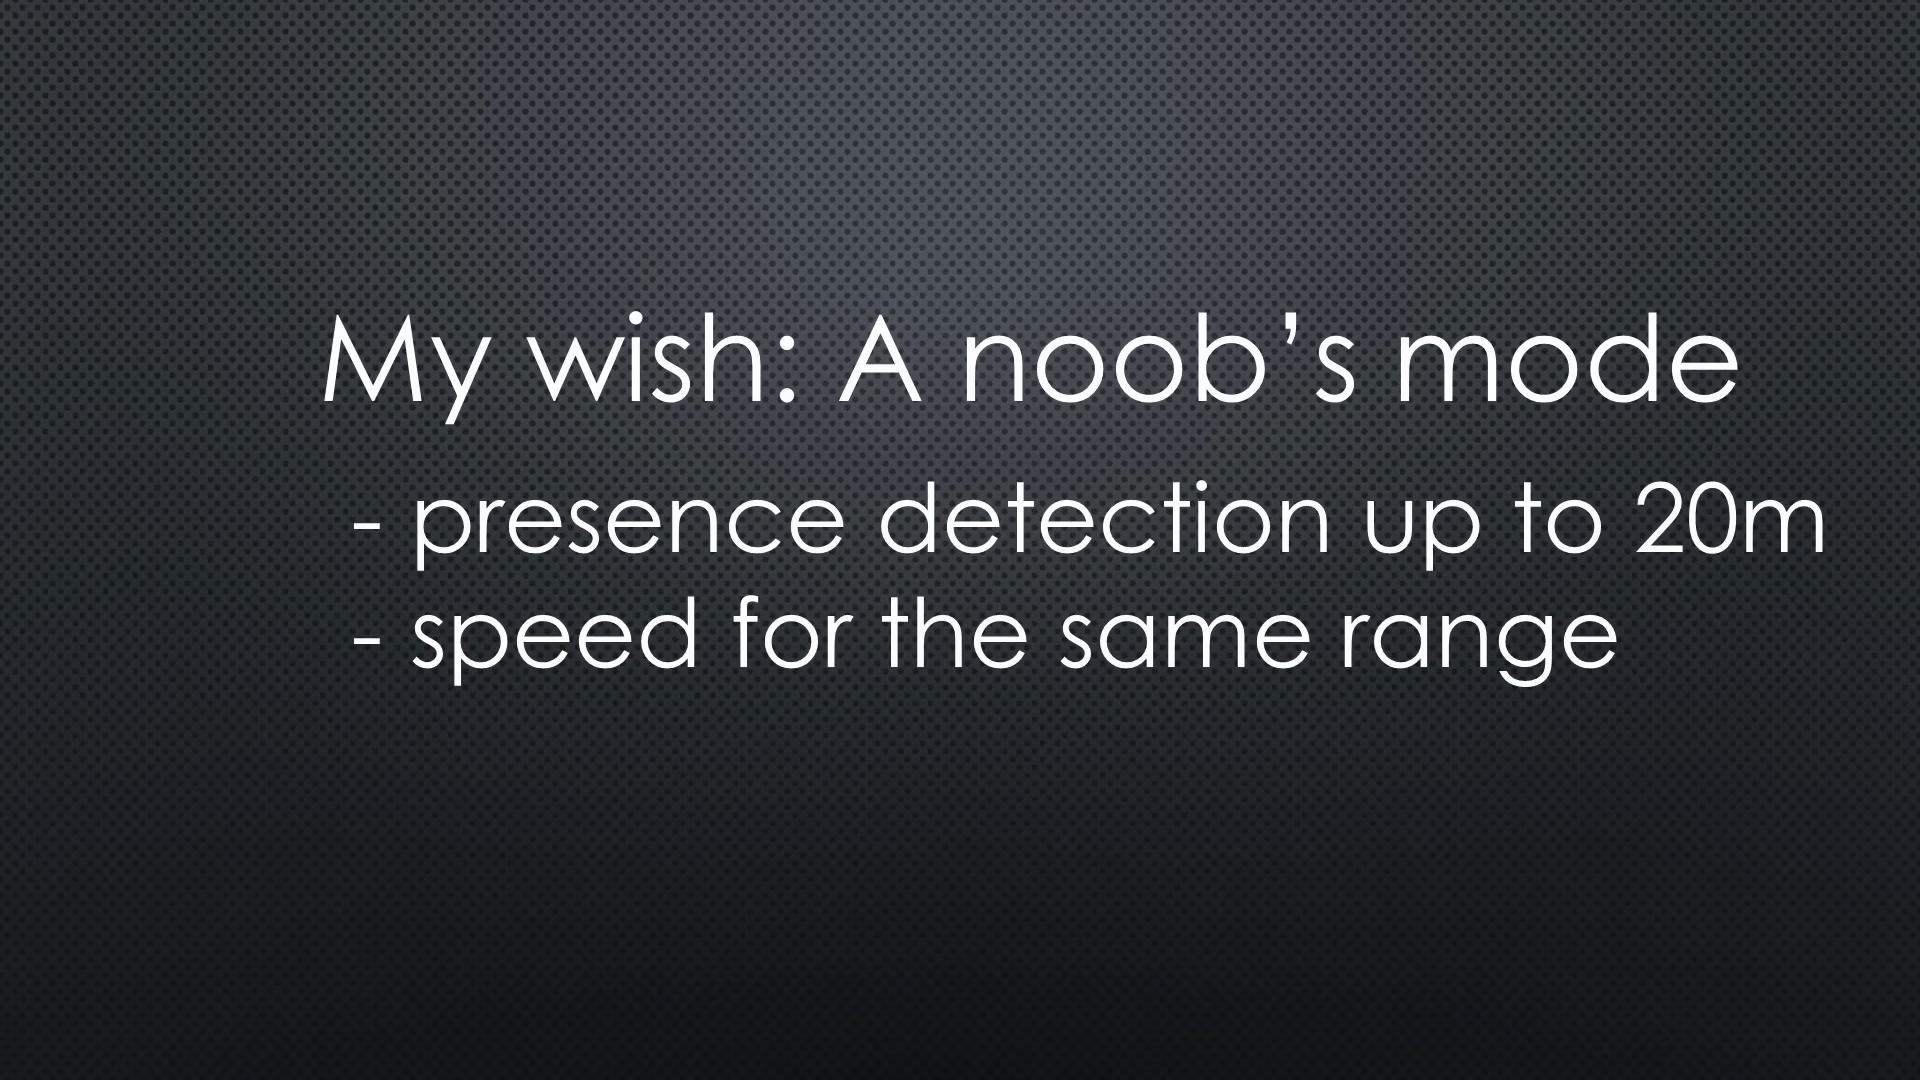 My wish: A noob’s mode
- presence detection up to 20m
- speed for the same range